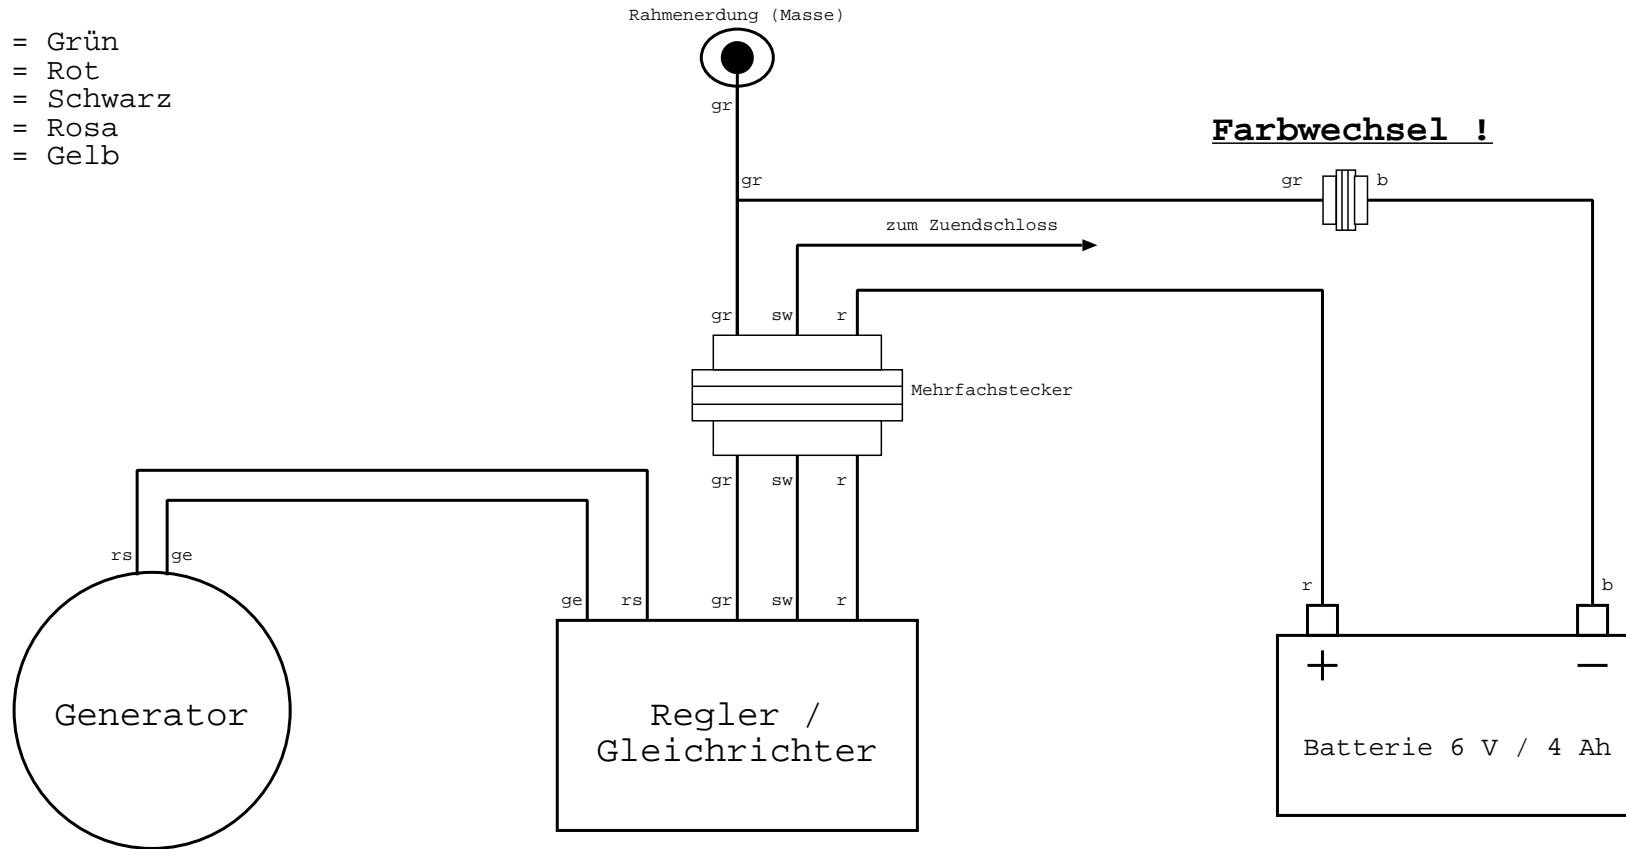 Rahmenerdung (Masse)
= Grün
= Rot
= Schwarz
= Rosa
= Gelb
gr
Farbwechsel !
gr
gr
b
zum Zuendschloss
gr
sw
r
Mehrfachstecker
gr
sw
r
rs
ge
ge
rs
gr
sw
r
r
b
+
−
Generator
Regler /
Gleichrichter
Batterie 6 V / 4 Ah